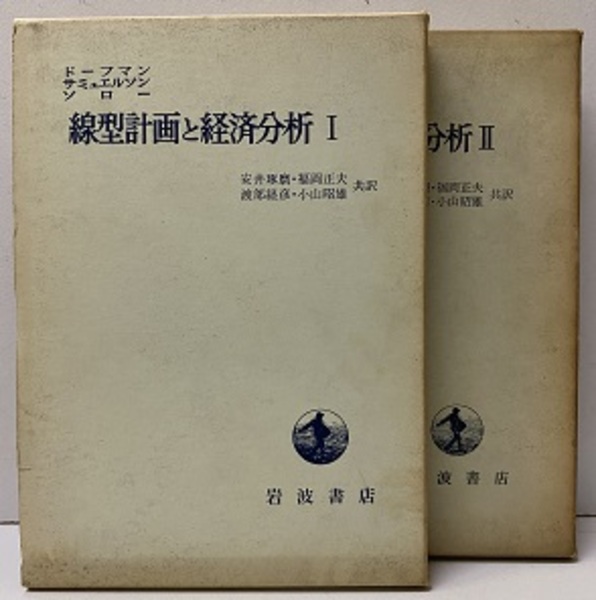 ドーフマン
サミュエルソン
ソロー
線型計画と経済分析 I
安井琢磨・福岡正夫
渡部経彦・小山昭雄
共訳
岩波書店
分析 II
・福岡正夫
・小山昭雄
共訳
波書店